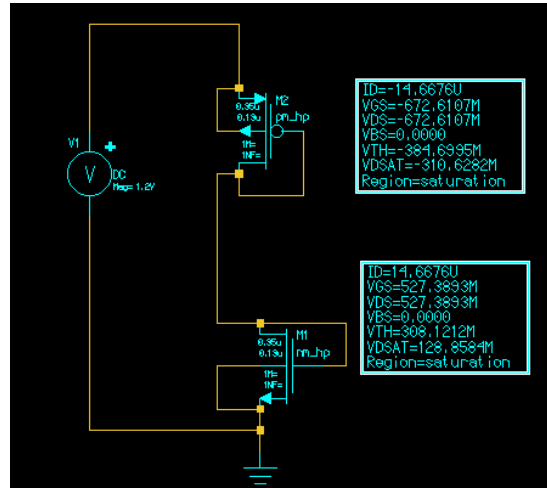 M2
0.35u
0.13u
pm_hp
1M=
1NF=
ID=-14.6676U
VGS=-672.6107M
VDS=-672.6107M
VBS=0.0000
VTH=-384.6995M
VDSAT=-310.6282M
Region=saturation
V1
V
DC
Mag=1.2V
M1
0.35u
0.13u
nm_hp
1M=
1NF=
ID=14.6676U
VGS=527.3893M
VDS=527.3893M
VBS=0.0000
VTH=308.1212M
VDSAT=128.8584M
Region=saturation